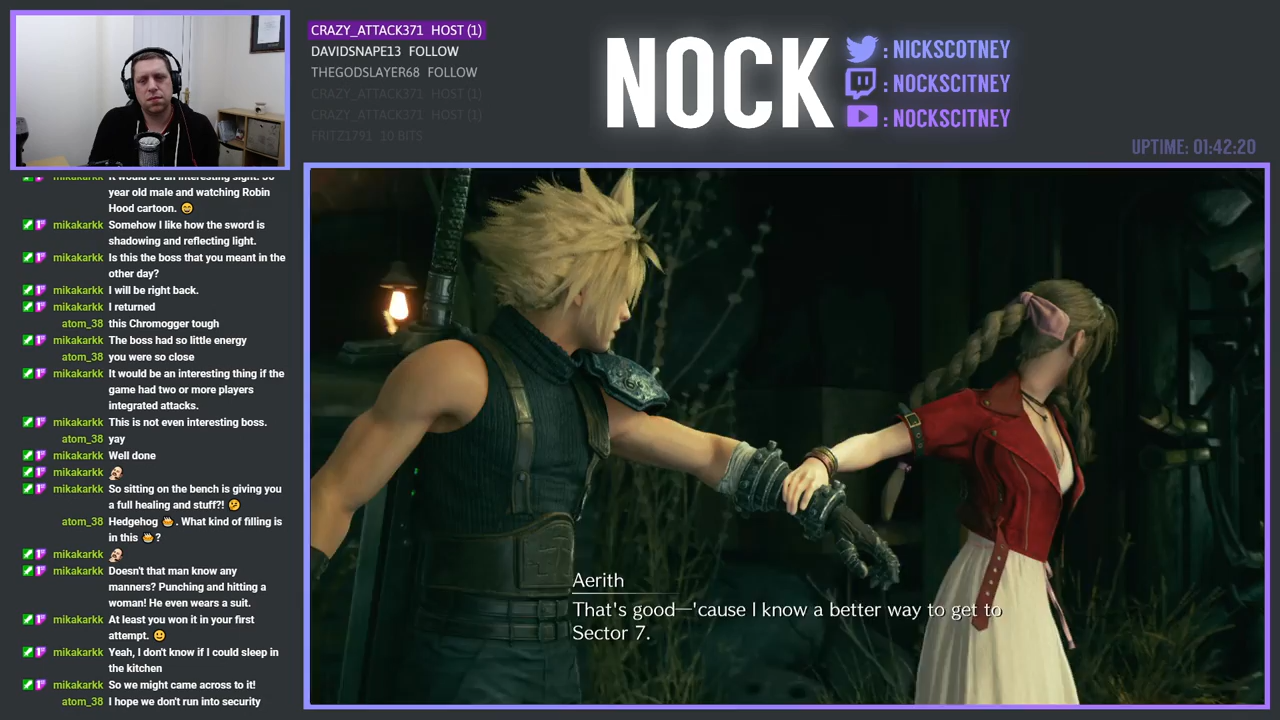 CRAZY_ATTACK371 HOST (1)
DAVIDSNAPE13 FOLLOW
THEGODSLAYER68 FOLLOW
CRAZY_ATTACK371 HOST (1)
CRAZY_ATTACK371 HOST (1)
FRITZ1791 10 BITS
NOCK
: NICKSCOTNEY
: NOCKSCITNEY
: NOCKSCITNEY
UPTIME: 01:42:20
year old male and watching Robin
Hood cartoon.
mikakarkk Somehow I like how the sword is
shadowing and reflecting light.
mikakarkk Is this the boss that you meant in the
other day?
mikakarkk I will be right back.
mikakarkk I returned
atom_38 this Chromogger tough
mikakarkk The boss had so little energy
atom_38 you were so close
mikakarkk It would be an interesting thing if the
game had two or more players
integrated attacks.
mikakarkk This is not even interesting boss.
atom_38 yay
mikakarkk Well done
mikakarkk
mikakarkk So sitting on the bench is giving you
a full healing and stuff?!
atom_38 Hedgehog . What kind of filling is
in this ?
mikakarkk
mikakarkk Doesn't that man know any
manners? Punching and hitting a
woman! He even wears a suit.
mikakarkk At least you won it in your first
attempt.
mikakarkk Yeah, I don't know if I could sleep in
the kitchen
mikakarkk So we might came across to it!
atom_38 I hope we don't run into security
Aerith
That's good—'cause I know a better way to get to
Sector 7.